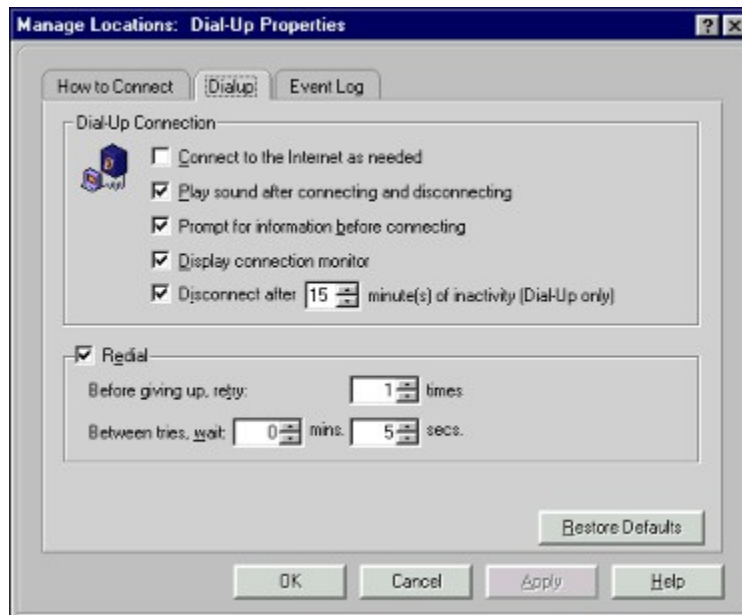 Manage Locations: Dial-Up Properties
How to Connect Dialup Event Log
Dial-Up Connection
Connect to the Internet as needed
Play sound after connecting and disconnecting
Prompt for information before connecting
Display connection monitor
Disconnect after 15 minute(s) of inactivity (Dial-Up only)
Redial
Before giving up, retry: 1 times
Between tries, wait: 0 mins. 5 secs.
Restore Defaults
OK Cancel Apply Help